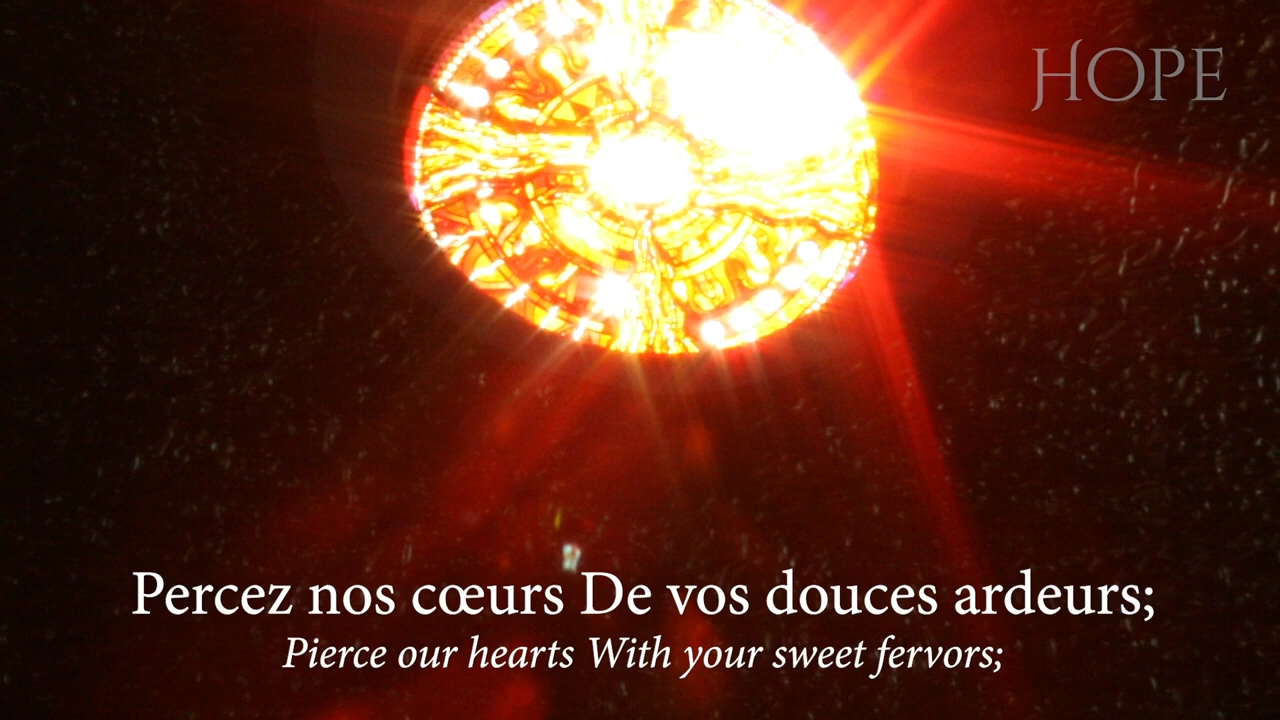 HOPE
Percez nos cœurs De vos douces ardeurs;
Pierce our hearts With your sweet fervors;